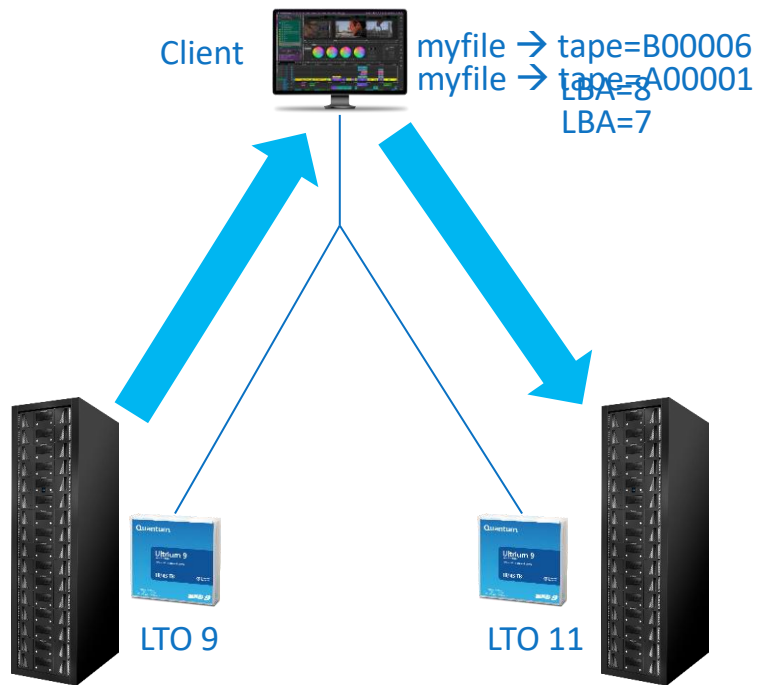 Client
myfile → tape=B00006
myfile → tape=A00001
LBA=8
LBA=7
Quantum
Ultrium 9
Quantum
Ultrium 9
LTO 9
LTO 11